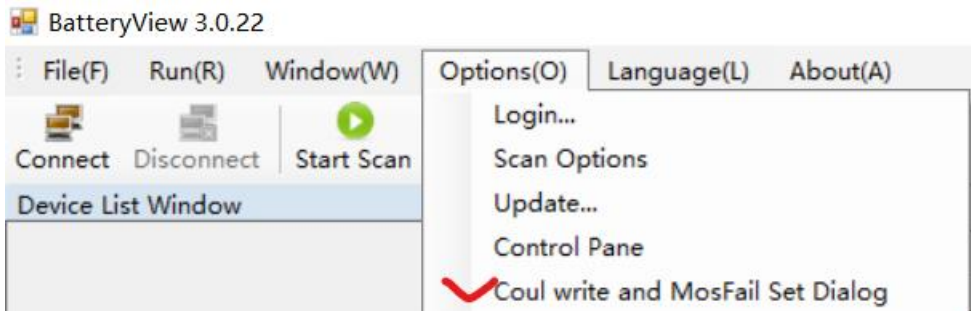 BatteryView 3.0.22
File(F) Run(R) Window(W) Options(O) Language(L) About(A)
Connect Disconnect Start Scan
Device List Window
Login...
Scan Options
Update...
Control Pane
Coul write and MosFail Set Dialog